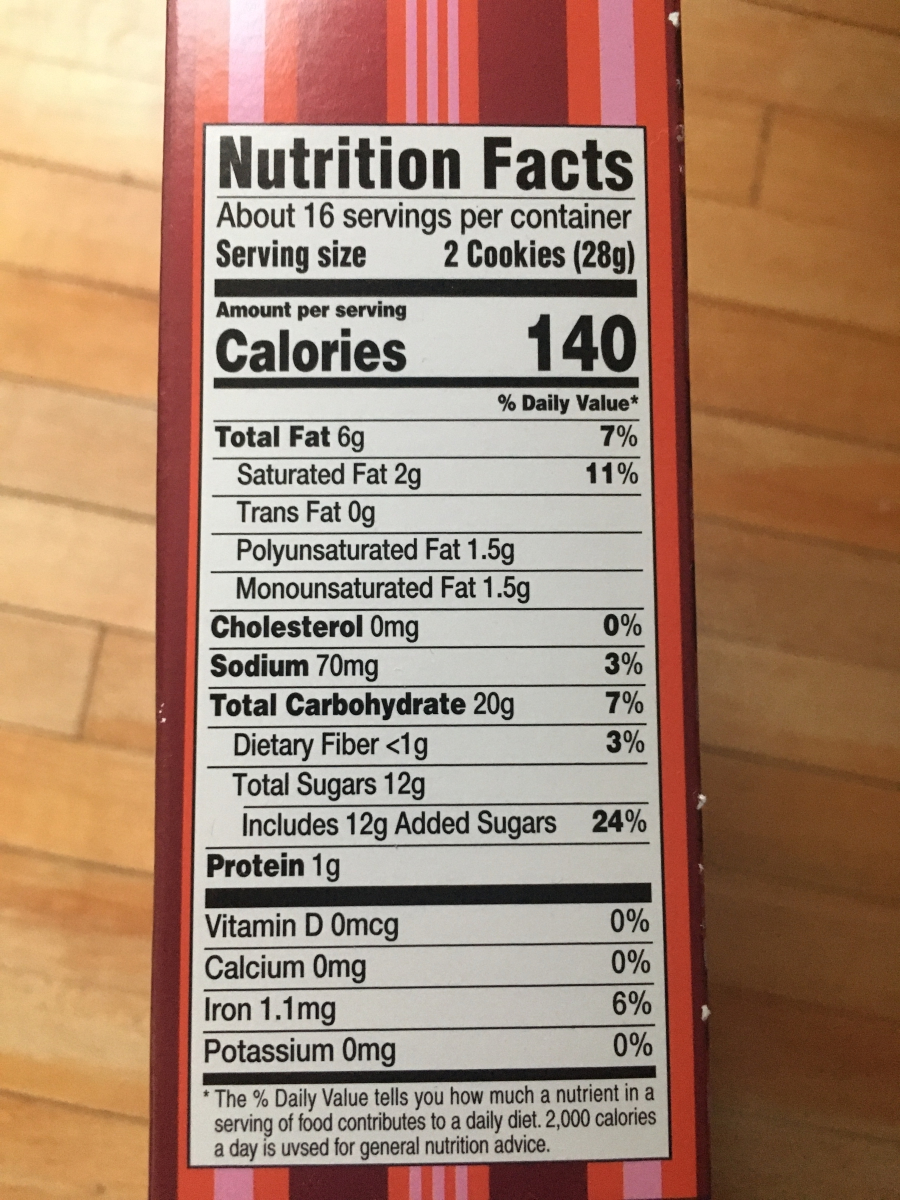 Nutrition Facts
About 16 servings per container
Serving size 2 Cookies (28g)
Amount per serving
Calories 140
% Daily Value*
Total Fat 6g 7%
Saturated Fat 2g 11%
Trans Fat 0g
Polyunsaturated Fat 1.5g
Monounsaturated Fat 1.5g
Cholesterol 0mg 0%
Sodium 70mg 3%
Total Carbohydrate 20g 7%
Dietary Fiber <1g 3%
Total Sugars 12g
Includes 12g Added Sugars 24%
Protein 1g
Vitamin D 0mcg 0%
Calcium 0mg 0%
Iron 1.1mg 6%
Potassium 0mg 0%
* The % Daily Value tells you how much a nutrient in a
serving of food contributes to a daily diet. 2,000 calories
a day is uvsed for general nutrition advice.